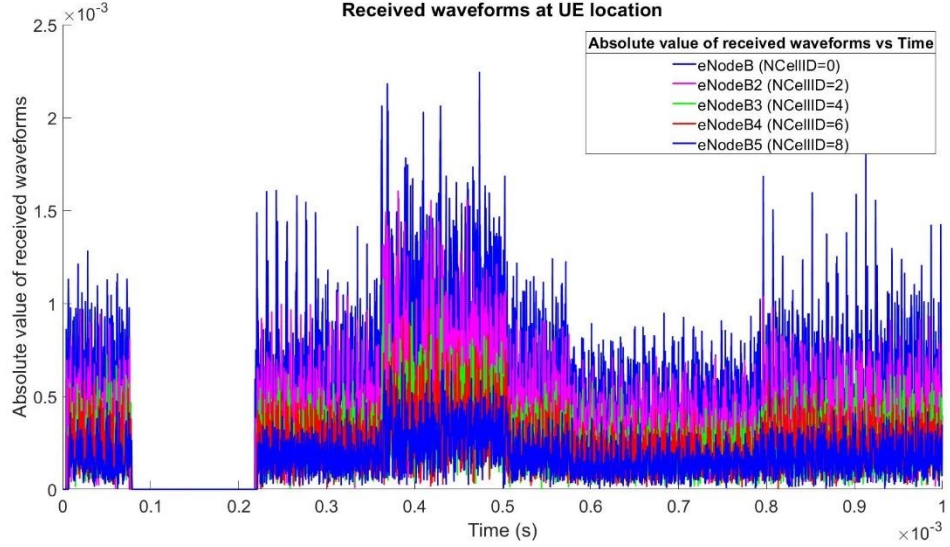 Received waveforms at UE location
×10⁻³
2.5
2
1.5
1
0.5
0
Absolute value of received waveforms
Absolute value of received waveforms vs Time
eNodeB (NCellID=0)
eNodeB2 (NCellID=2)
eNodeB3 (NCellID=4)
eNodeB4 (NCellID=6)
eNodeB5 (NCellID=8)
0 0.1 0.2 0.3 0.4 0.5 0.6 0.7 0.8 0.9 1
Time (s)
×10⁻³